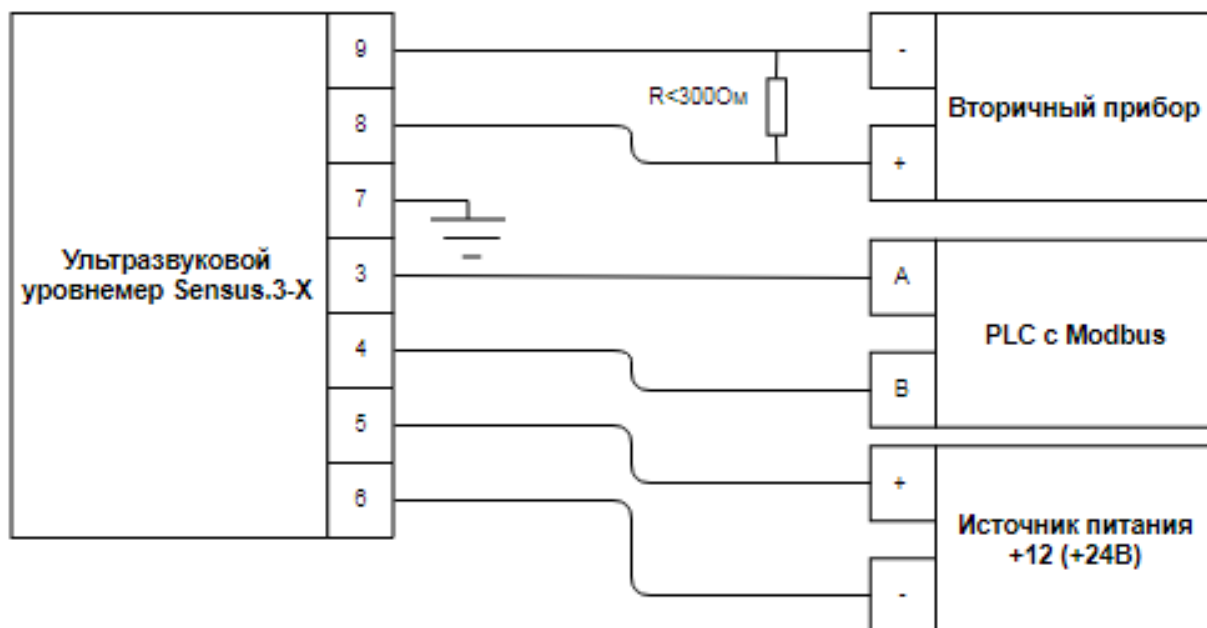 9
-
R<300Ом
8
+
Вторичный прибор
7
Ультразвуковой
уровнемер Sensus.3-X
3
A
4
B
PLC с Modbus
5
+
6
-
Источник питания
+12 (+24В)